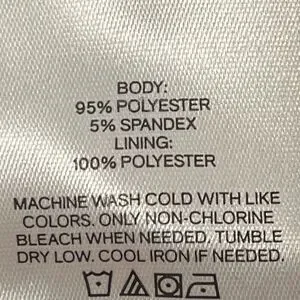 BODY:
95% POLYESTER
5% SPANDEX
LINING:
100% POLYESTER
MACHINE WASH COLD WITH LIKE
COLORS. ONLY NON-CHLORINE
BLEACH WHEN NEEDED. TUMBLE
DRY LOW. COOL IRON IF NEEDED.